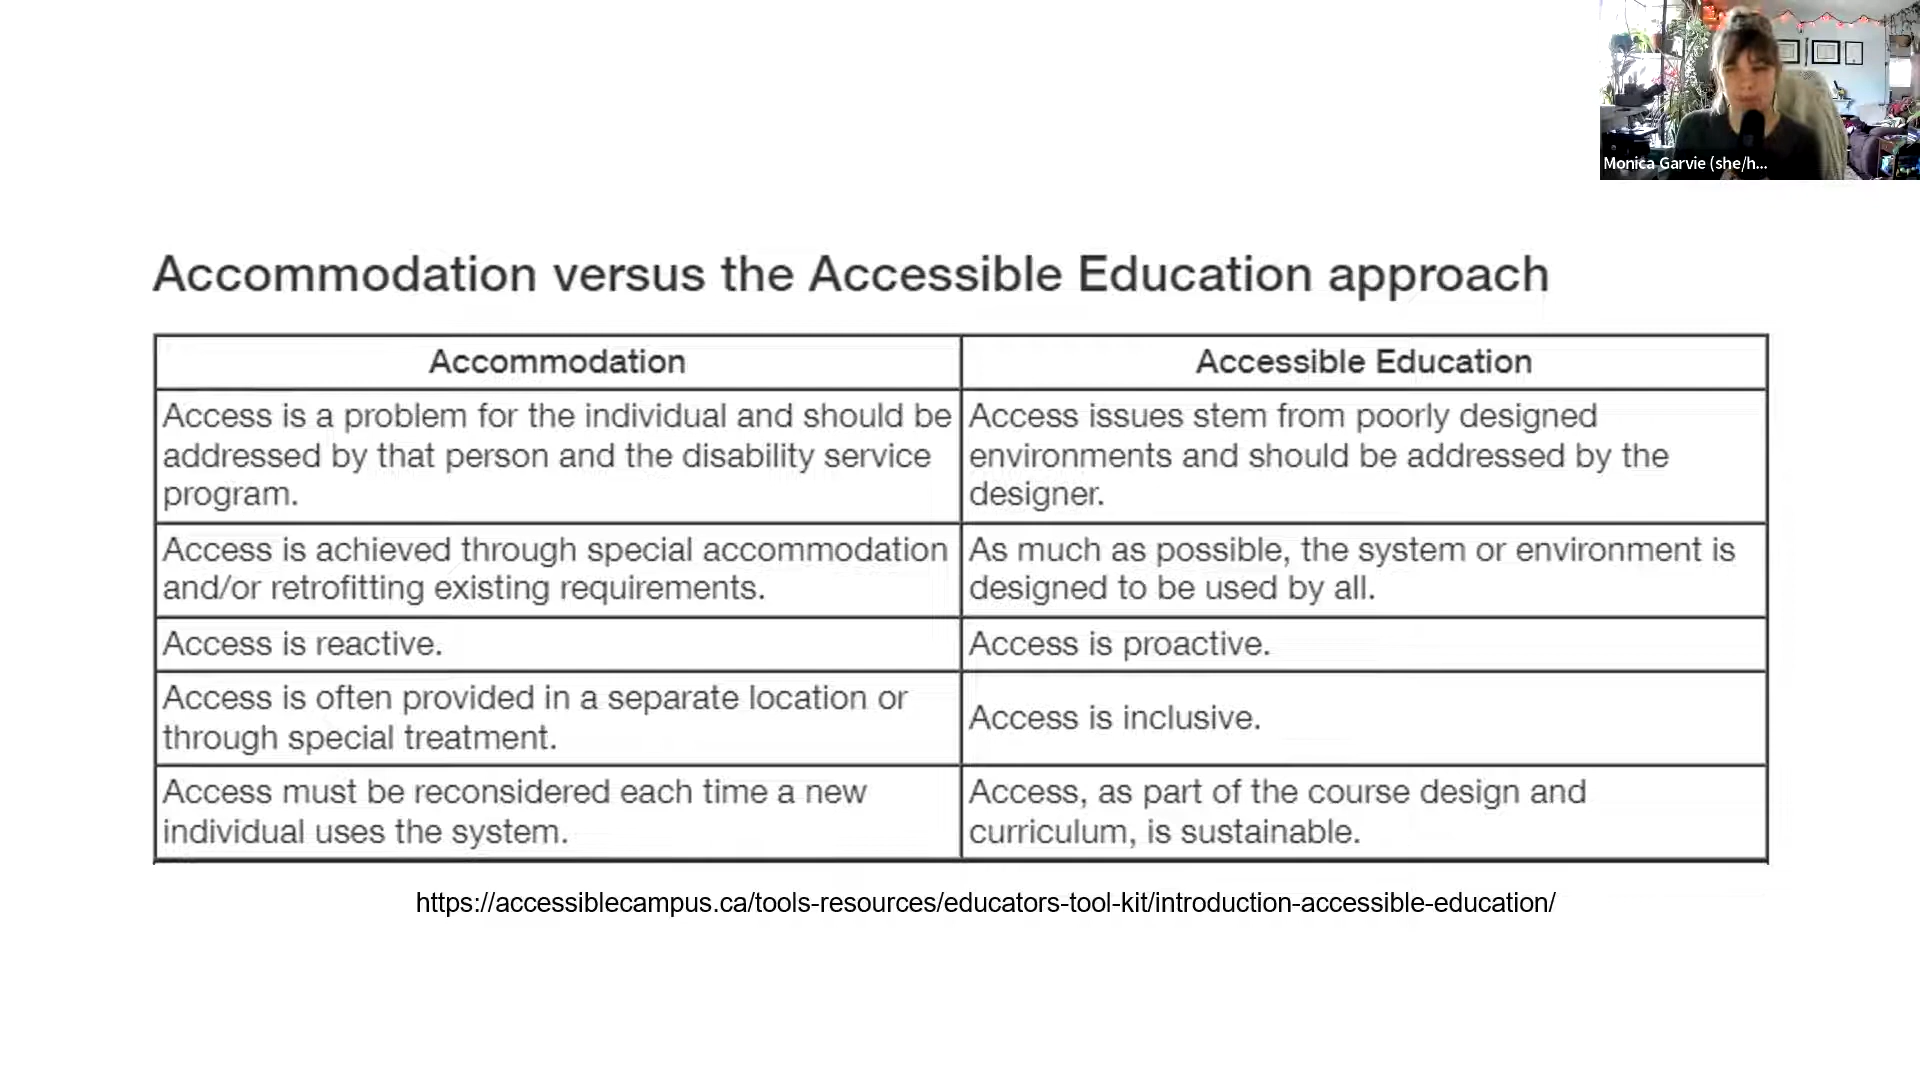 Monica Garvie (she/h...
Accommodation versus the Accessible Education approach
Accommodation
Accessible Education
Access is a problem for the individual and should be
addressed by that person and the disability service
program.
Access issues stem from poorly designed
environments and should be addressed by the
designer.
Access is achieved through special accommodation
and/or retrofitting existing requirements.
As much as possible, the system or environment is
designed to be used by all.
Access is reactive.
Access is proactive.
Access is often provided in a separate location or
through special treatment.
Access is inclusive.
Access must be reconsidered each time a new
individual uses the system.
Access, as part of the course design and
curriculum, is sustainable.
https://accessiblecampus.ca/tools-resources/educators-tool-kit/introduction-accessible-education/